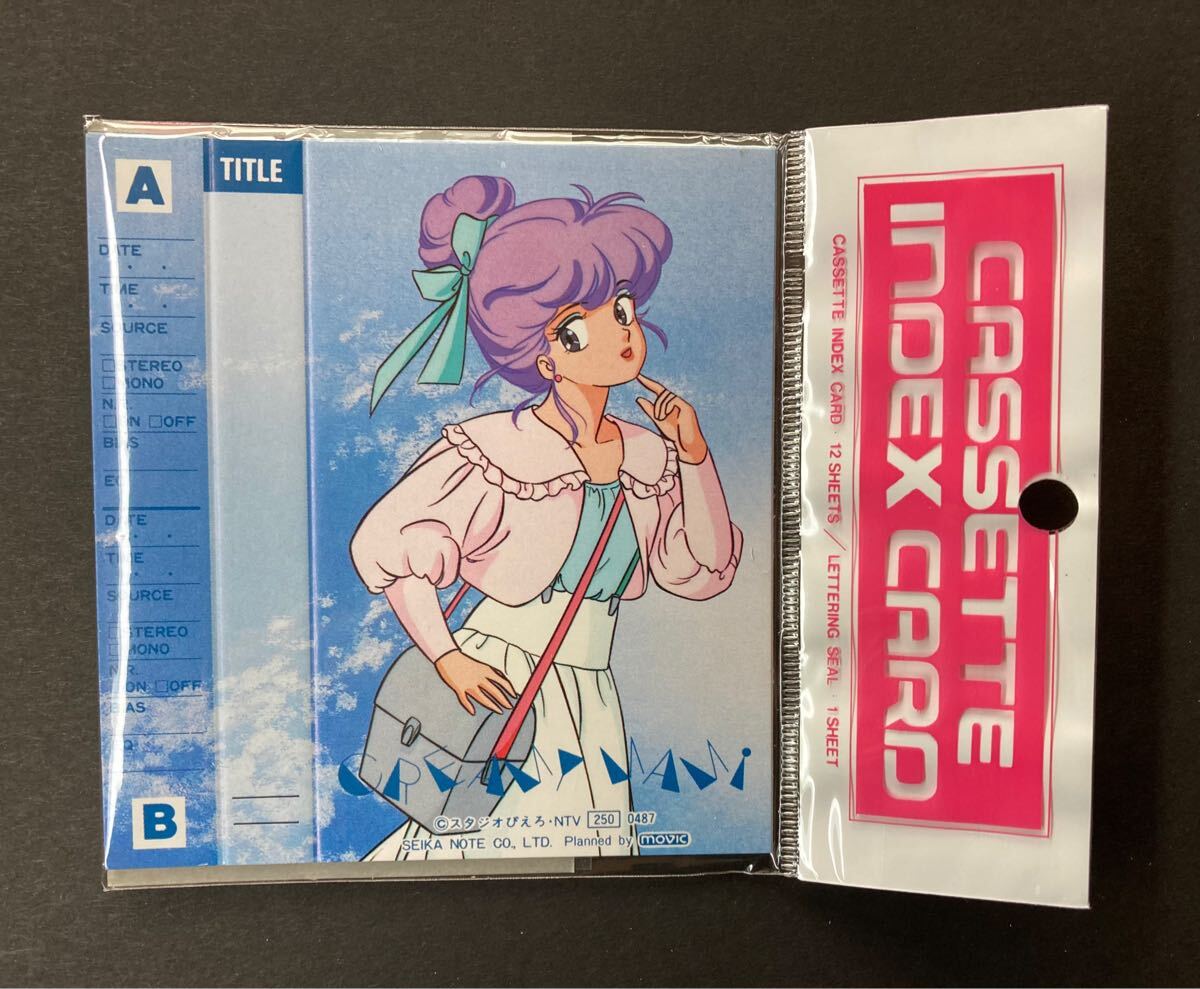 A
DATE
TIME
SOURCE
□STEREO
□MONO
N.R.
□ON □OFF
BIAS
EQ
DATE
TIME
SOURCE
□STEREO
□MONO
N.R.
□ON □OFF
BIAS
EQ
B
TITLE
CREAMY MAMI
©スタジオぴえろ・NTV 250 0487
SEIKA NOTE CO., LTD. Planned by movic
CASSETTE
INDEX CARD
CASSETTE INDEX CARD · 12 SHEETS / LETTERING SEAL · 1 SHEET